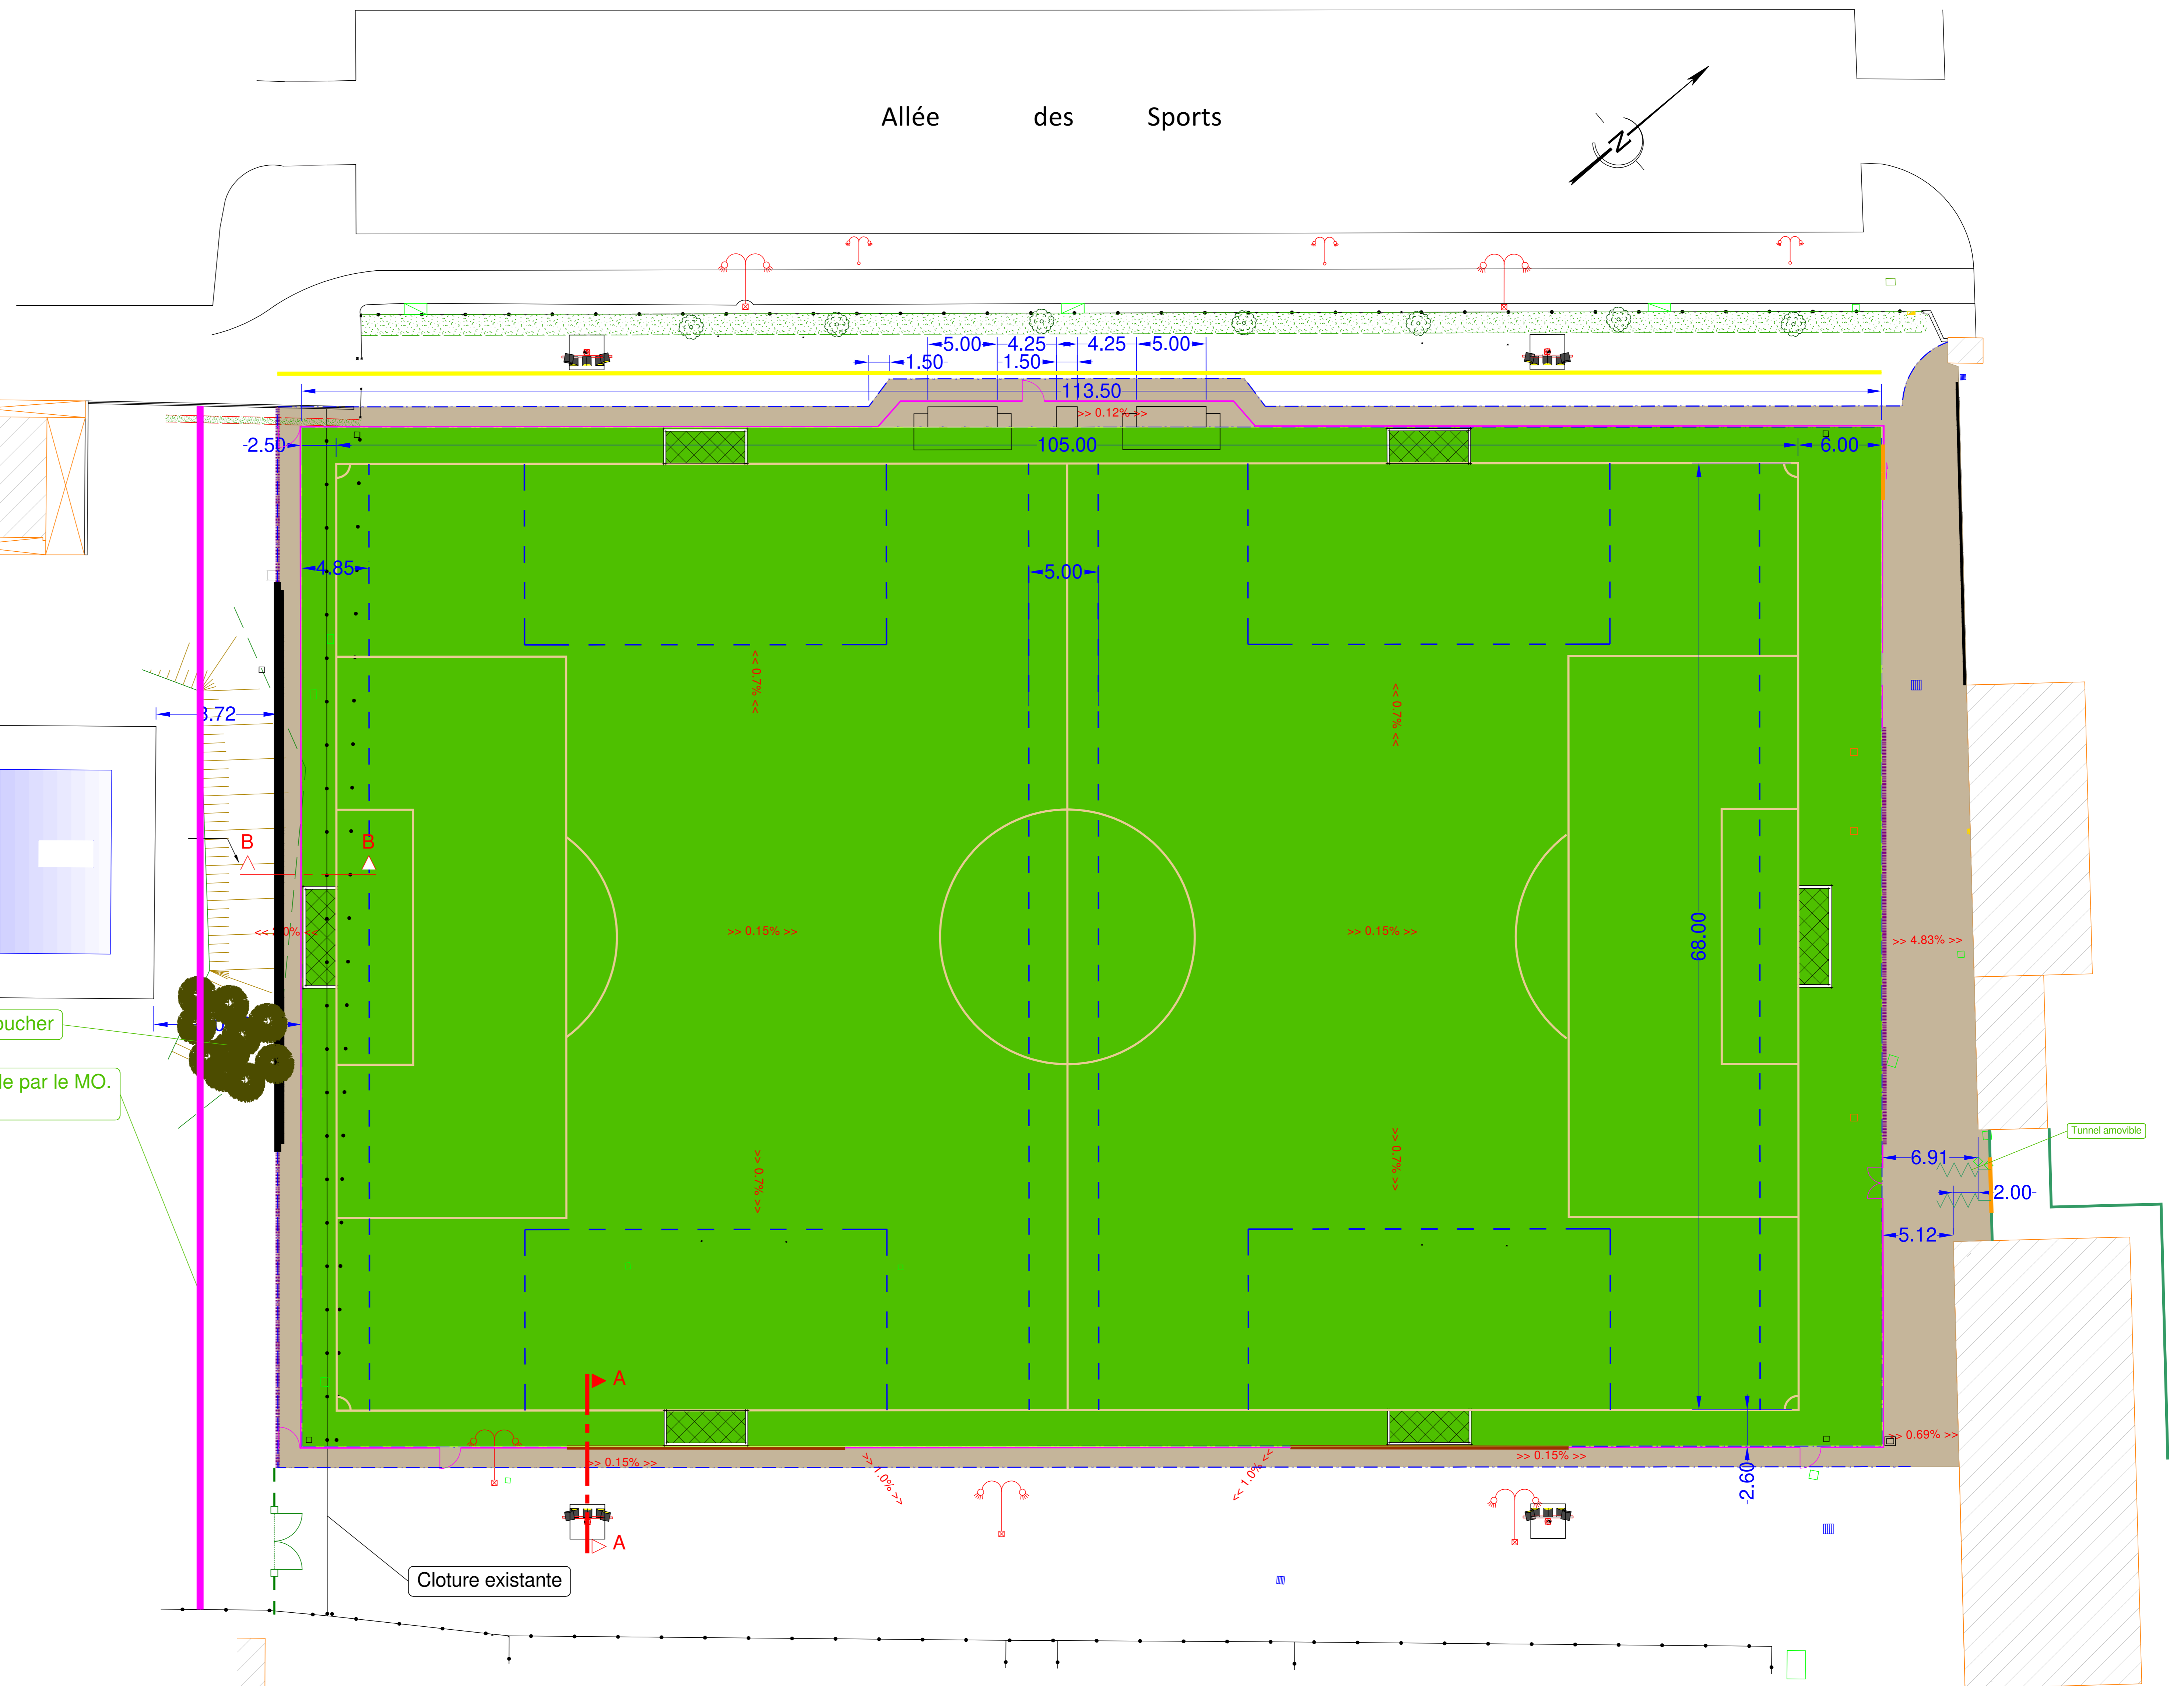 Allée des Sports
N
5.00 4.25 4.25 5.00
1.50 1.50
113.50
>> 0.12% >>
2.50 105.00 6.00
4.85 5.00
<< 0.7% <<
<< 0.7% <<
8.72
B B
68.00
>> 0.15% >>
>> 0.15% >>
>> 4.83% >>
oucher
le par le MO.
Tunnel amovible
>> 0.7% >>
>> 0.7% >>
6.91
2.00
5.12
A
>> 0.69% >>
>> 0.15% >>
>> 1.0% >>
<< 1.0% <<
>> 0.15% >>
2.60
A
Cloture existante